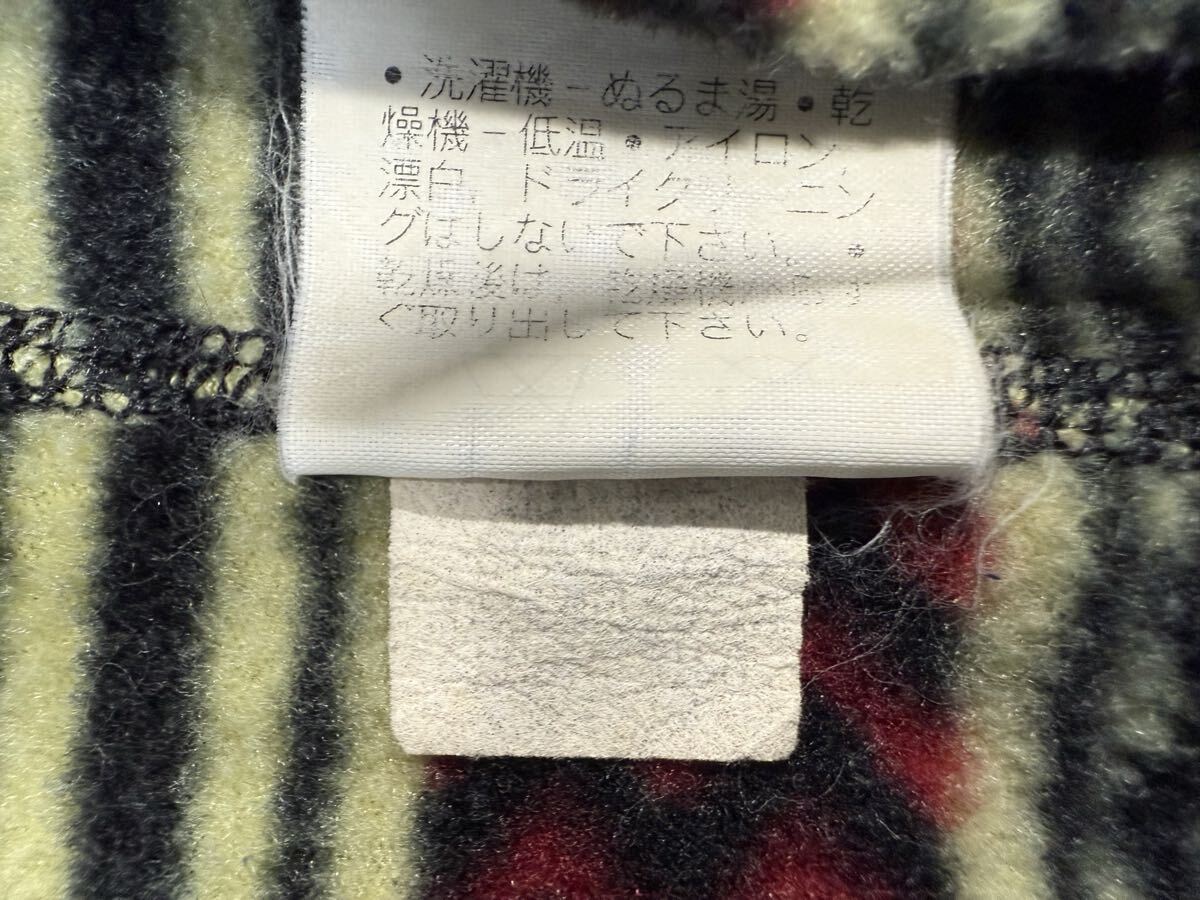 ・洗濯機－ぬるま湯・乾
燥機－低温・アイロン
漂白、ドライクリーニン
グはしないで下さい。・
乾燥後は、乾燥機からす
ぐ取り出して下さい。